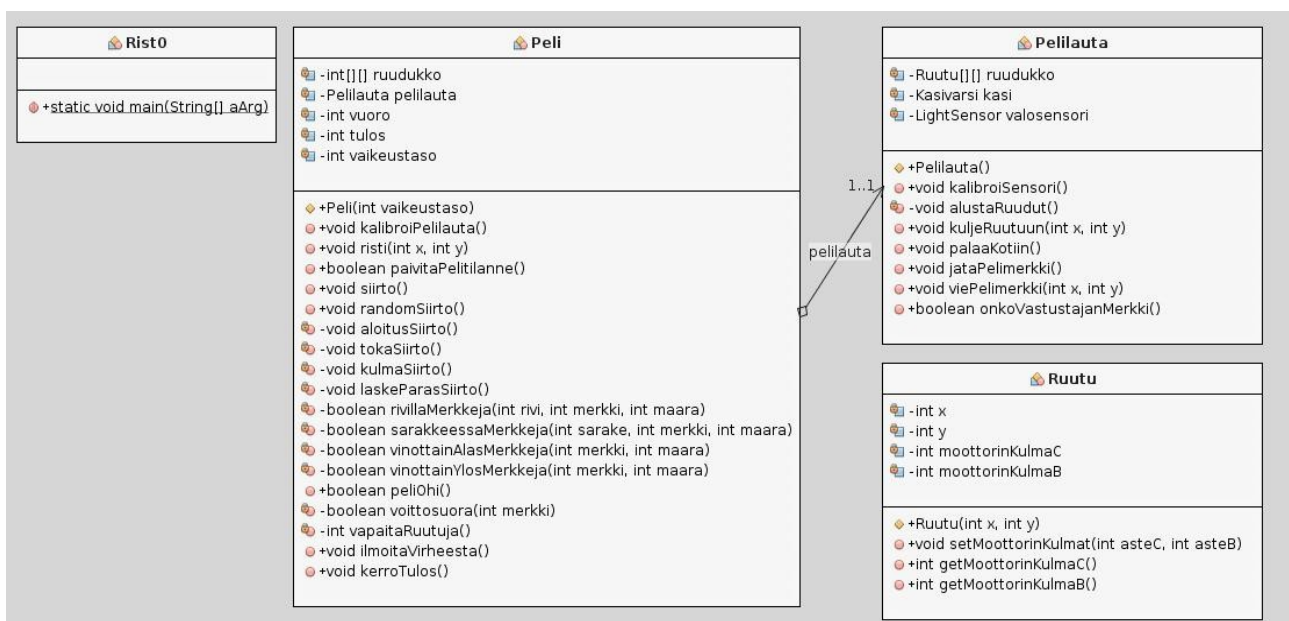 Rist0
+static void main(String[] aArg)
Peli
-int[][] ruudukko
-Pelilauta pelilauta
-int vuoro
-int tulos
-int vaikeustaso
+Peli(int vaikeustaso)
+void kalibroiPelilauta()
+void risti(int x, int y)
+boolean paivitaPelitilanne()
+void siirto()
+void randomSiirto()
-void aloitusSiirto()
-void tokaSiirto()
-void kulmaSiirto()
-void laskeParasSiirto()
-boolean rivillaMerkkeja(int rivi, int merkki, int maara)
-boolean sarakkeessaMerkkeja(int sarake, int merkki, int maara)
-boolean vinottainAlasMerkkeja(int merkki, int maara)
-boolean vinottainYlosMerkkeja(int merkki, int maara)
+boolean peliOhi()
-boolean voittosuora(int merkki)
-int vapaitaRuutuja()
+void ilmoitaVirheesta()
+void kerroTulos()
1..1
pelilauta
Pelilauta
-Ruutu[][] ruudukko
-Kasivarsi kasi
-LightSensor valosensori
+Pelilauta()
+void kalibroiSensori()
-void alustaRuudut()
+void kuljeRuutuun(int x, int y)
+void palaaKotiin()
+void jataPelimerkki()
+void viePelimerkki(int x, int y)
+boolean onkoVastustajanMerkki()
Ruutu
-int x
-int y
-int moottorinKulmaC
-int moottorinKulmaB
+Ruutu(int x, int y)
+void setMoottorinKulmat(int asteC, int asteB)
+int getMoottorinKulmaC()
+int getMoottorinKulmaB()